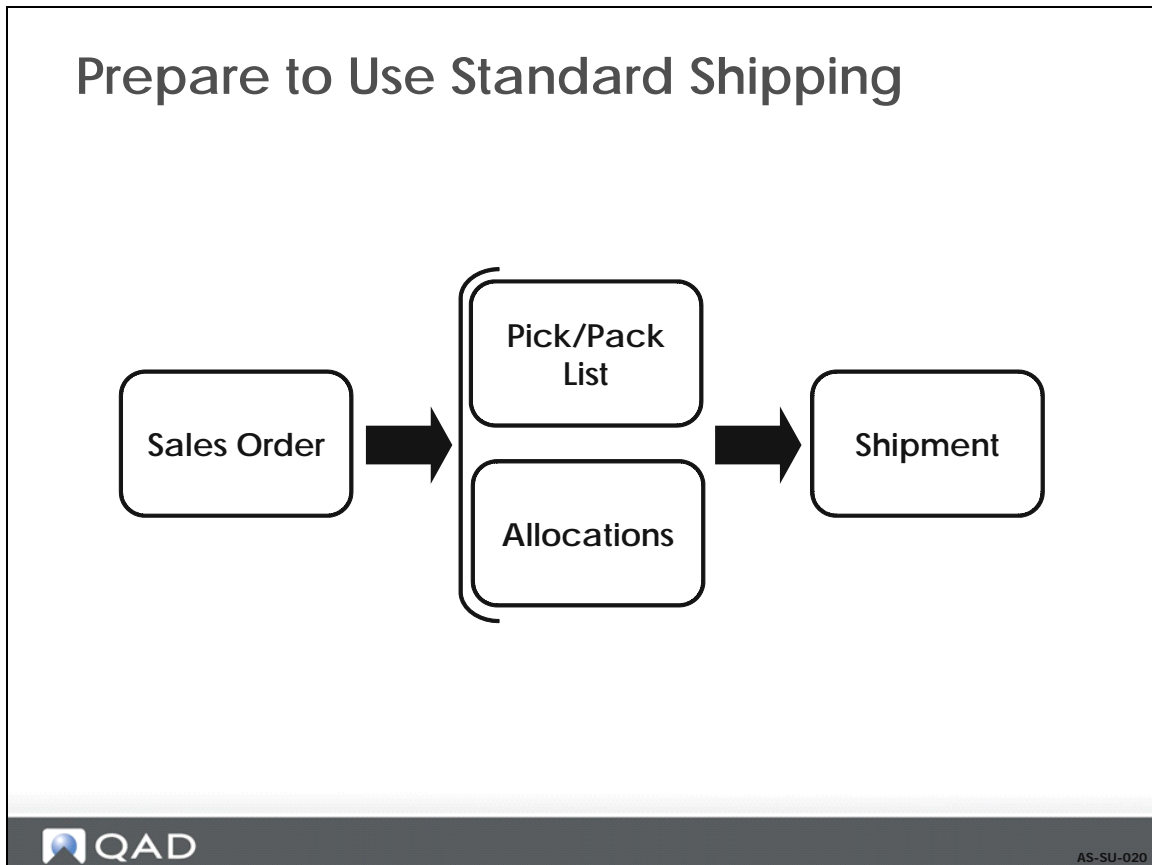 Prepare to Use Standard Shipping
Sales Order
Pick/Pack
List
Allocations
Shipment
QAD
AS-SU-020